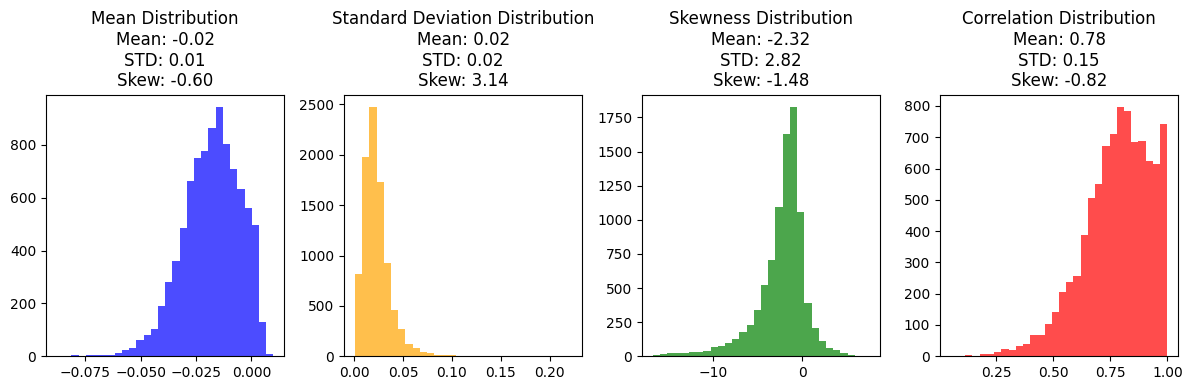 Mean Distribution
Mean: -0.02
STD: 0.01
Skew: -0.60
800
600
400
200
0
−0.075
−0.050
−0.025
0.000
Standard Deviation Distribution
Mean: 0.02
STD: 0.02
Skew: 3.14
2500
2000
1500
1000
500
0
0.00
0.05
0.10
0.15
0.20
Skewness Distribution
Mean: -2.32
STD: 2.82
Skew: -1.48
1750
1500
1250
1000
750
500
250
0
−10
0
Correlation Distribution
Mean: 0.78
STD: 0.15
Skew: -0.82
800
700
600
500
400
300
200
100
0
0.25
0.50
0.75
1.00